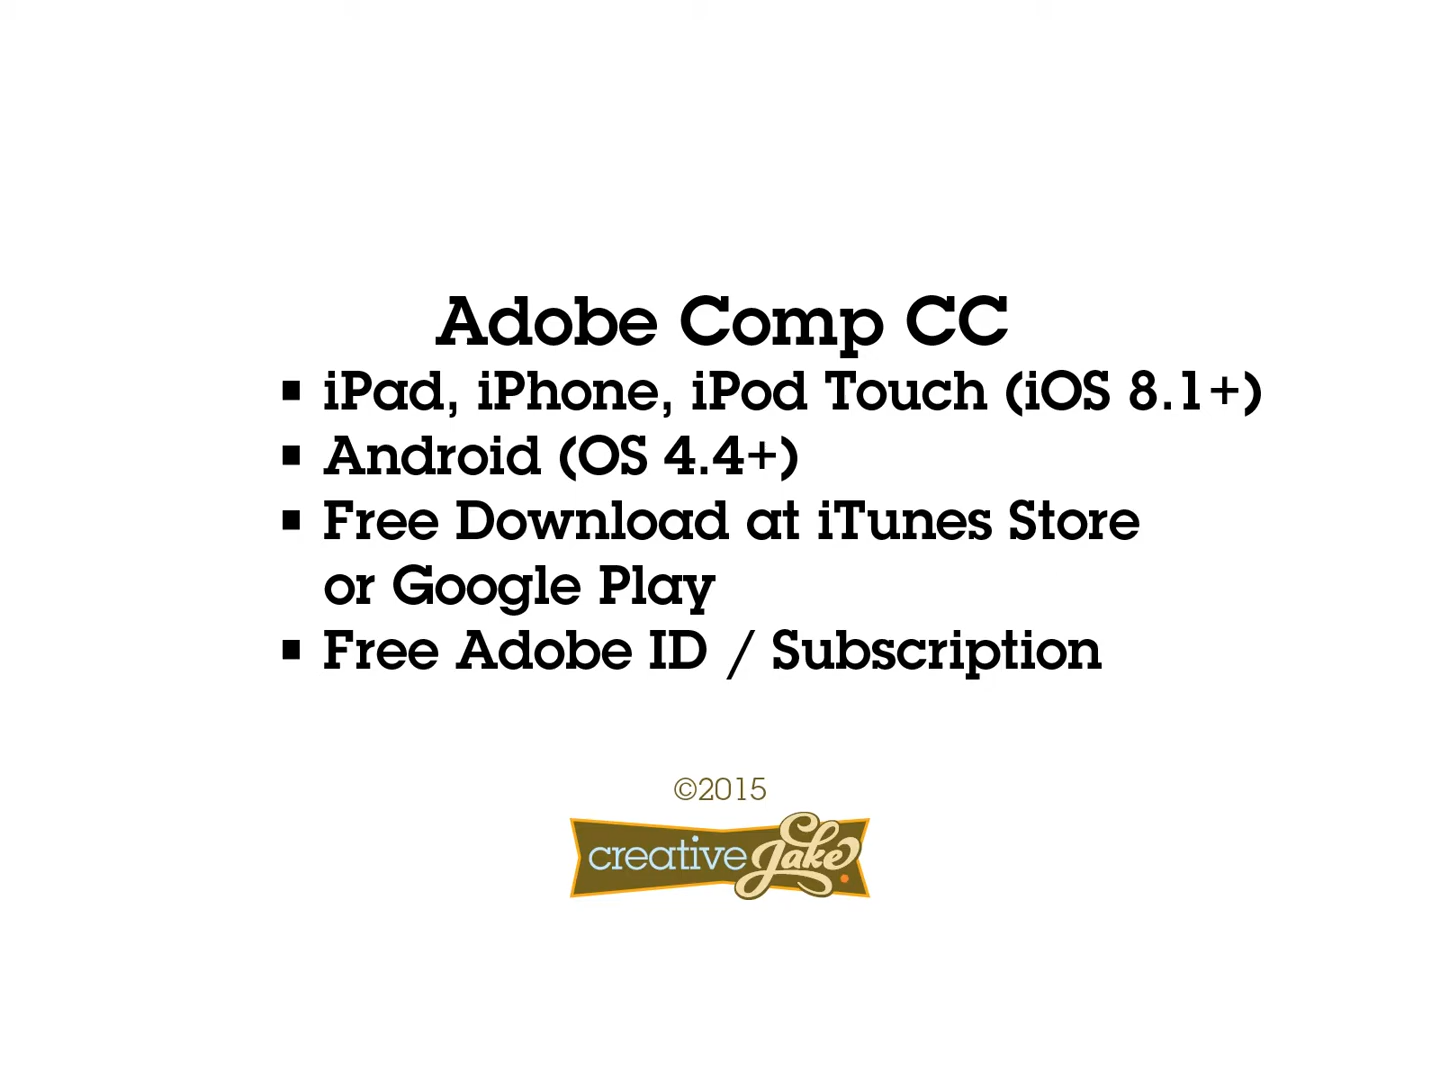 Adobe Comp CC
▪ iPad, iPhone, iPod Touch (iOS 8.1+)
▪ Android (OS 4.4+)
▪ Free Download at iTunes Store
or Google Play
▪ Free Adobe ID / Subscription
©2015
creative Jake